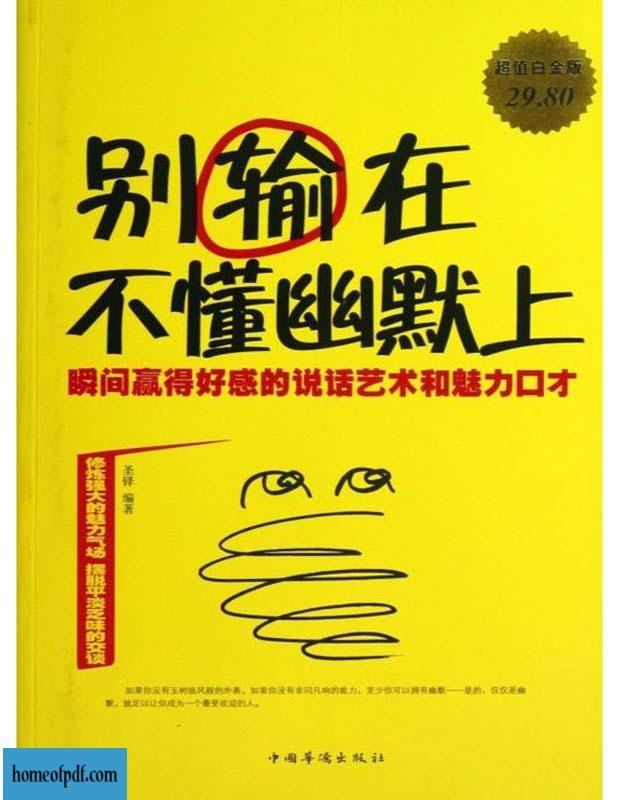 超值白金版
29.80
别输在
不懂幽默上
瞬间赢得好感的说话艺术和魅力口才
修炼强大的魅力气场 摆脱平淡乏味的交谈
圣铎 编著
如果你没有玉树临风般的外表，如果你没有非同凡响的能力，至少你可以拥有幽默——是的，仅仅是幽
默，就足以让你成为一个最受欢迎的人。
中国华侨出版社
homeofpdf.com